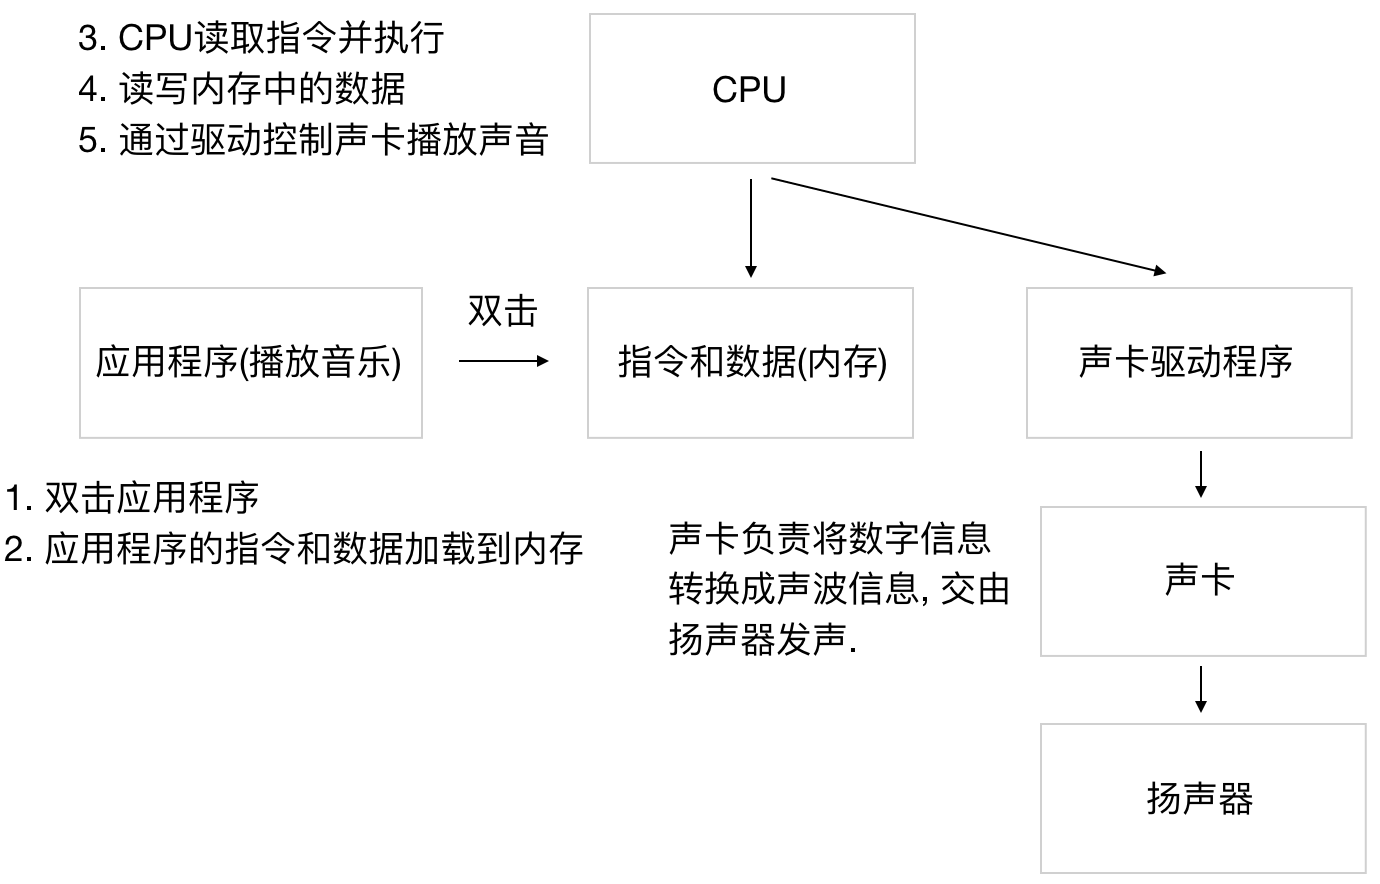 3. CPU读取指令并执行
4. 读写内存中的数据
5. 通过驱动控制声卡播放声音
CPU
双击
应用程序(播放音乐)
指令和数据(内存)
声卡驱动程序
1. 双击应用程序
2. 应用程序的指令和数据加载到内存
声卡负责将数字信息
转换成声波信息, 交由
扬声器发声.
声卡
扬声器